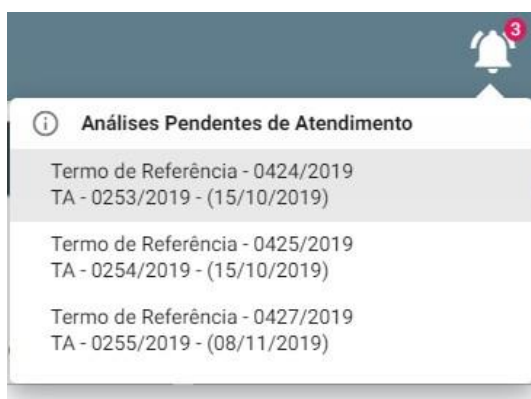 3
Análises Pendentes de Atendimento
Termo de Referência - 0424/2019
TA - 0253/2019 - (15/10/2019)
Termo de Referência - 0425/2019
TA - 0254/2019 - (15/10/2019)
Termo de Referência - 0427/2019
TA - 0255/2019 - (08/11/2019)